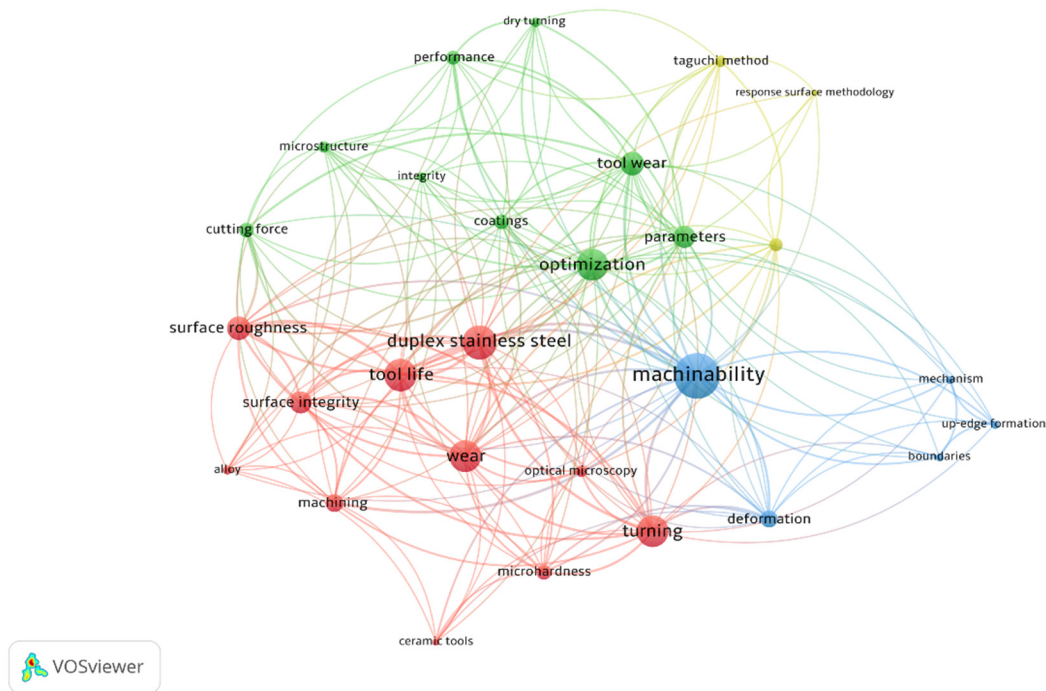 dry turning
performance
taguchi method
response surface methodology
microstructure
tool wear
integrity
coatings
cutting force
parameters
optimization
surface roughness
duplex stainless steel
tool life
machinability
mechanism
surface integrity
up-edge formation
wear
boundaries
alloy
optical microscopy
machining
deformation
turning
microhardness
ceramic tools
VOSviewer